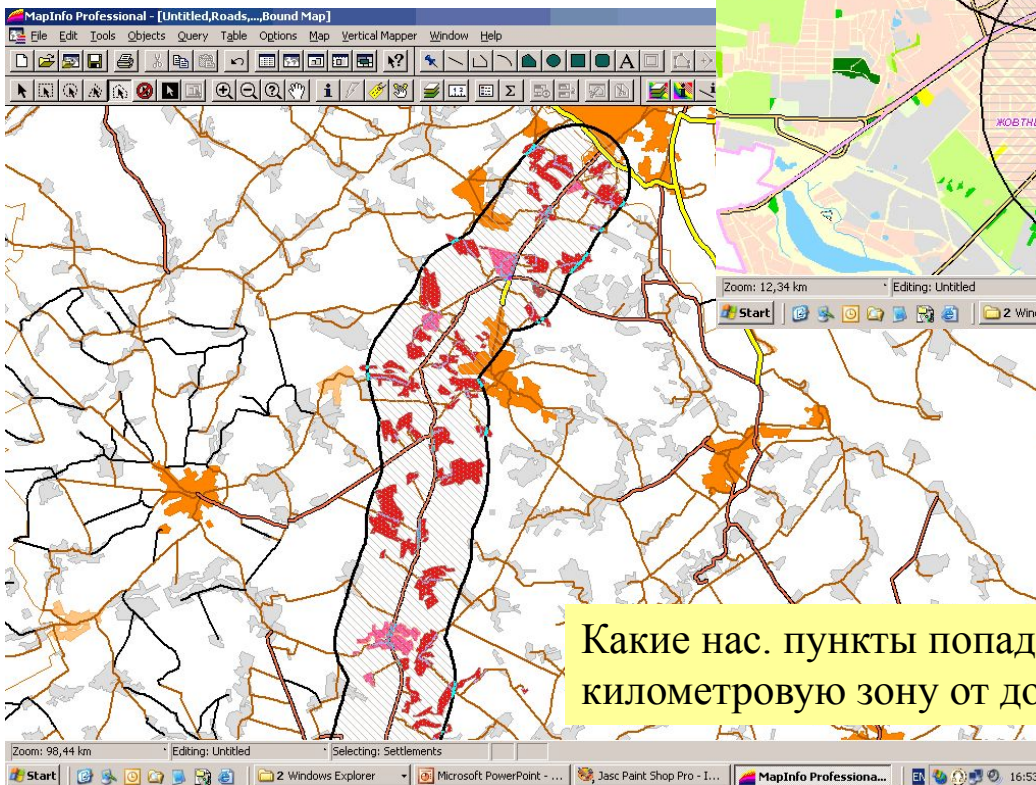 MapInfo Professional - [Untitled,Roads,...,Bound Map]
File Edit Tools Objects Query Table Options Map Vertical Mapper Window Help
ЖОВТН
Zoom: 12,34 km Editing: Untitled
Start 2 Win
Какие нас. пункты попад
километровую зону от до
Zoom: 98,44 km Editing: Untitled Selecting: Settlements
Start 2 Windows Explorer Microsoft PowerPoint - ... Jasc Paint Shop Pro - I... MapInfo Professiona... EN 16:53